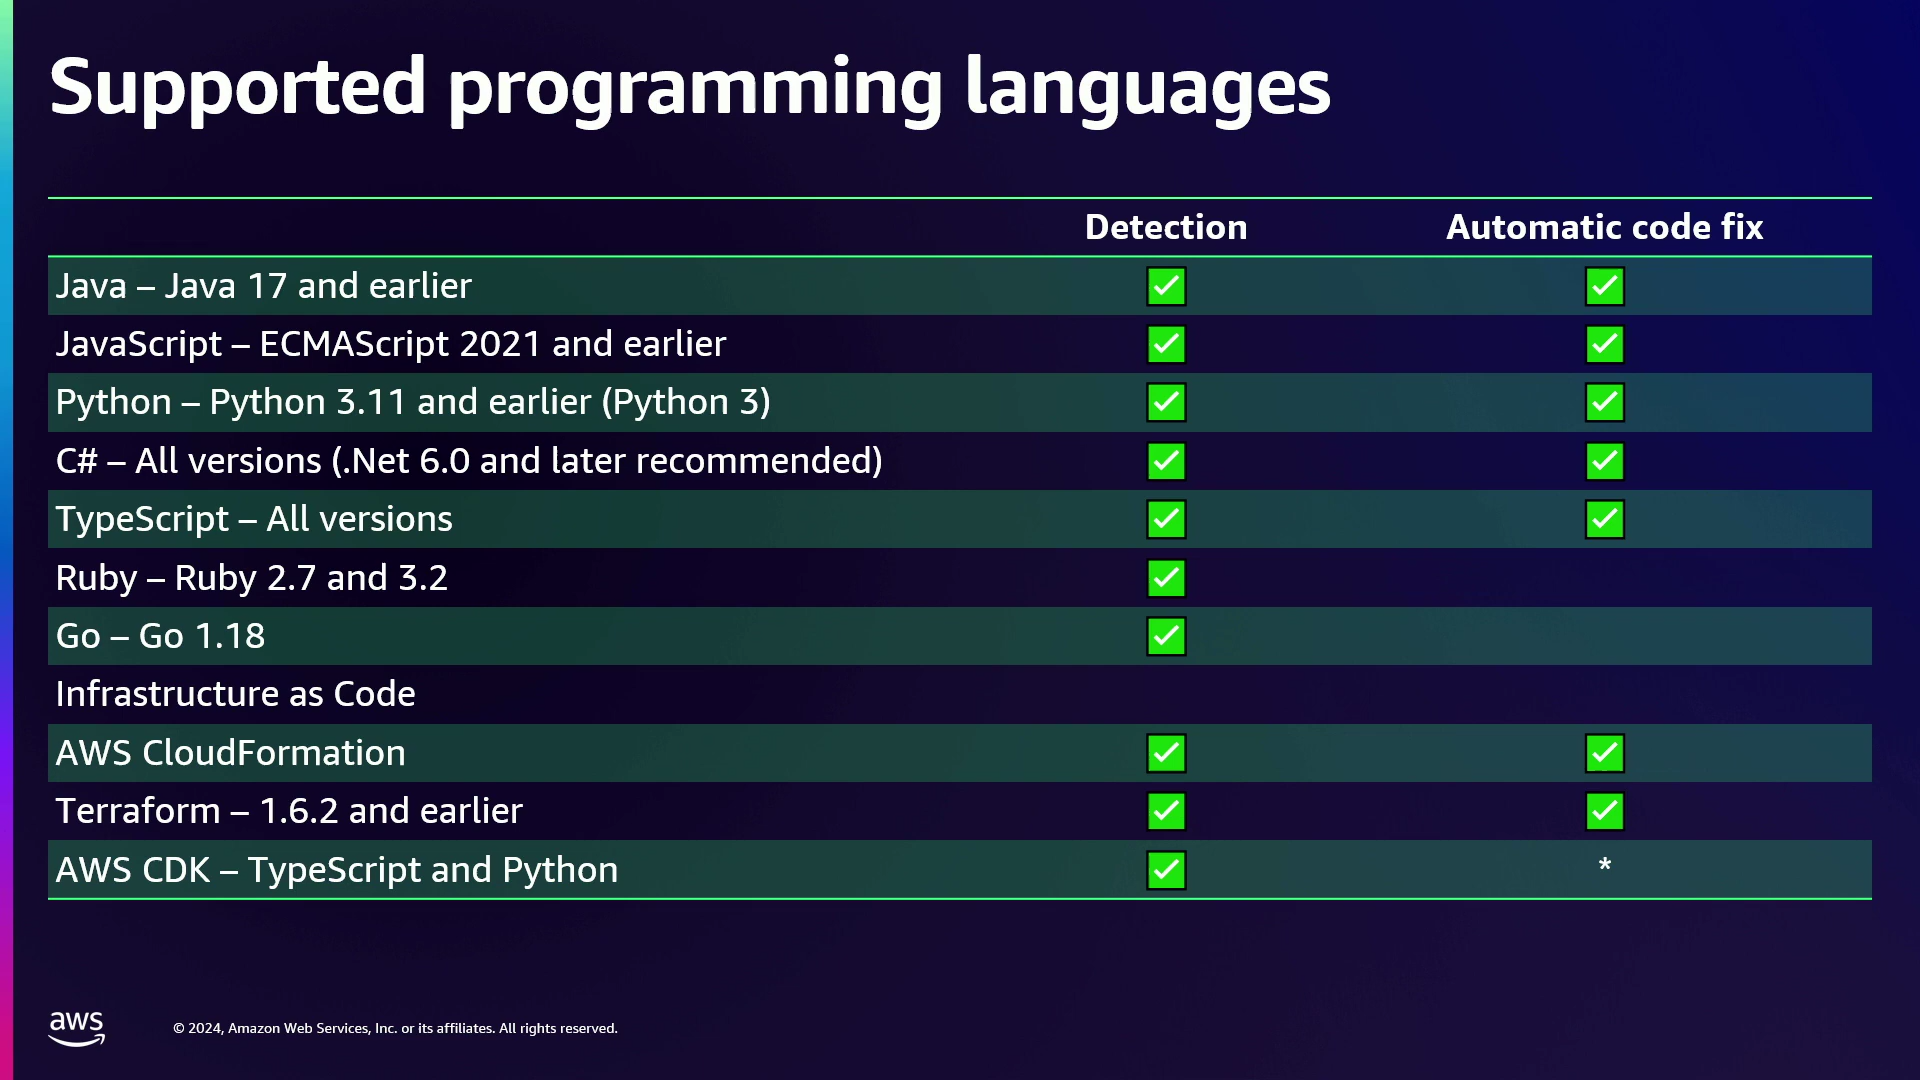 Supported programming languages
Detection Automatic code fix
Java – Java 17 and earlier ✅ ✅
JavaScript – ECMAScript 2021 and earlier ✅ ✅
Python – Python 3.11 and earlier (Python 3) ✅ ✅
C# – All versions (.Net 6.0 and later recommended) ✅ ✅
TypeScript – All versions ✅ ✅
Ruby – Ruby 2.7 and 3.2 ✅
Go – Go 1.18 ✅
Infrastructure as Code
AWS CloudFormation ✅ ✅
Terraform – 1.6.2 and earlier ✅ ✅
AWS CDK – TypeScript and Python ✅ *
aws © 2024, Amazon Web Services, Inc. or its affiliates. All rights reserved.